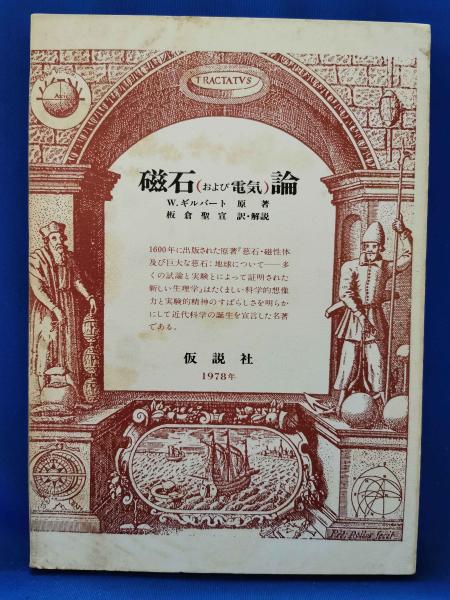 TRACTATVS
磁石(および電気)論
W.ギルバート 原 著
板倉聖宣 訳・解説
1600年に出版された原著『磁石・磁性体
及び巨大な磁石:地球について——多
くの試論と実験とによって証明された
新しい生理学』はたくましい科学的想像
力と実験的精神のすばらしさを明らか
にして近代科学の誕生を宣言した名著
である。
仮説社
1978年